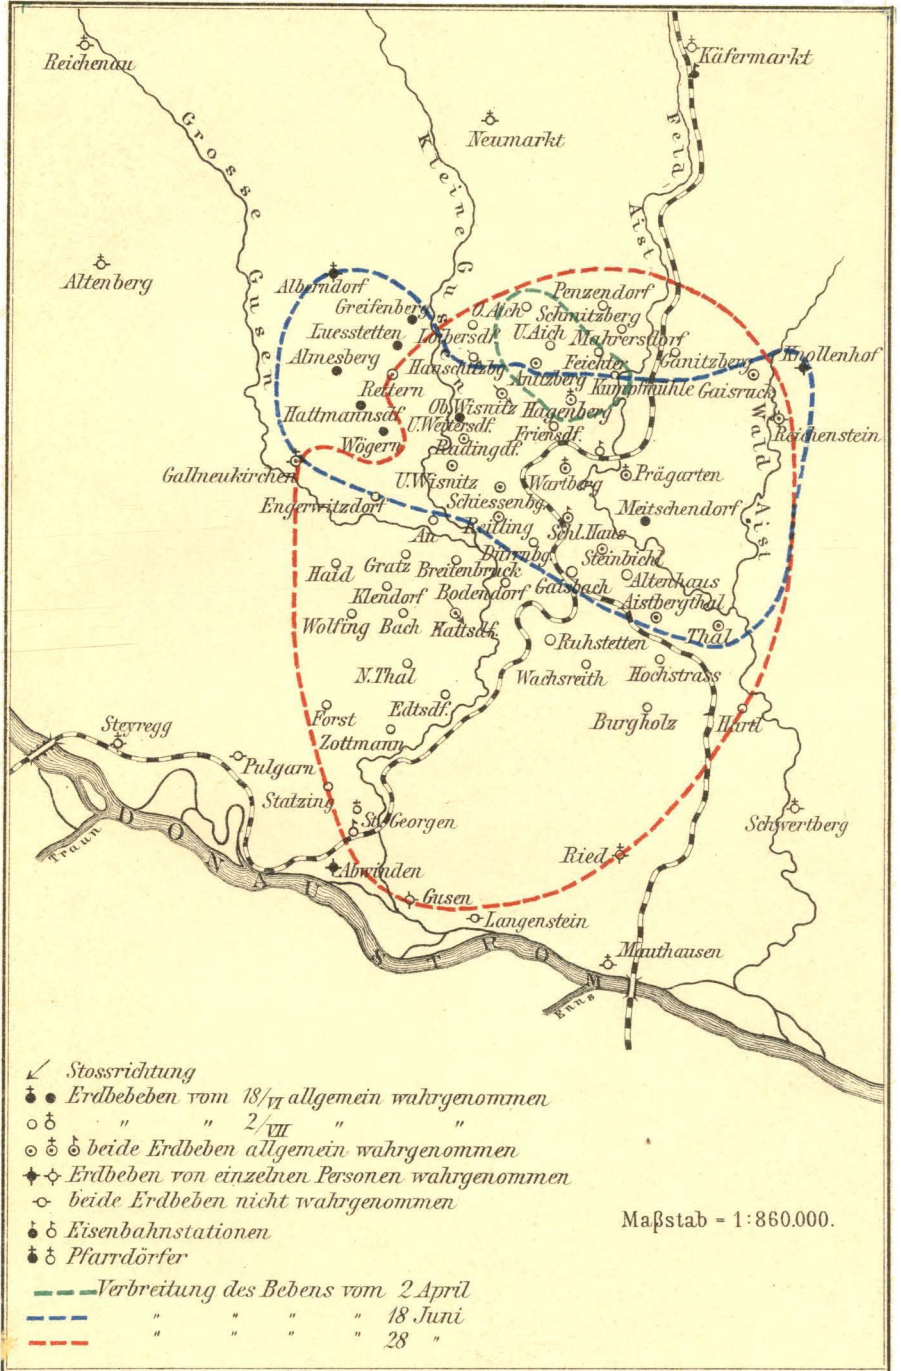 Reichenau
Käfermarkt
Neumarkt
Grosse Gusen
Kleine Gusen
Feld Aist
Altenberg
Alberndorf
Greifenberg
Penzendorf
O.Aich
Schmitzberg
Luesstetten
Loibersdf.
U.Aich
Mahrersdorf
Almesberg
Hanschitzbg.
Feichter
Gänitzberg
Knollenhof
Rettern
Anitzberg
Kumpfmühle
Gaisruck
Hattmannsdf.
Ob.Wisnitz
Hagenberg
U.Weitersdf.
Friensdf.
Wögern
Radingdf.
Reichenstein
Wald Aist
Gallneukirchen
U.Wisnitz
Wartberg
Prägarten
Engerwitzdorf
Schiessenbg.
Meitschendorf
Au
Reitling
Schl. Haus
Dürrnbg.
Steinbichl
Haid
Gratz
Breitenbruck
Gaisbach
Altenhaus
Klendorf
Bodendorf
Aistbergthal
Wolfing
Bach
Kattsdf.
Thal
Ruhstetten
N.Thal
Wachsreith
Hochstrass
Forst
Edtsdf.
Burgholz
Hartl
Steyregg
Zottmann
Pulgarn
Statzing
St. Georgen
Schwertberg
Traun
DONAU STROM
Ried
Abwinden
Gusen
Langenstein
Mauthausen
Enns
Stossrichtung
Erdbebeben vom 18/VI allgemein wahrgenommen
" " 2/VII " "
beide Erdbeben allgemein wahrgenommen
Erdbeben von einzelnen Personen wahrgenommen
beide Erdbeben nicht wahrgenommen
Eisenbahnstationen
Pfarrdörfer
Maßstab = 1:860.000.
Verbreitung des Bebens vom 2 April
" " " " 18 Juni
" " " " 28 "